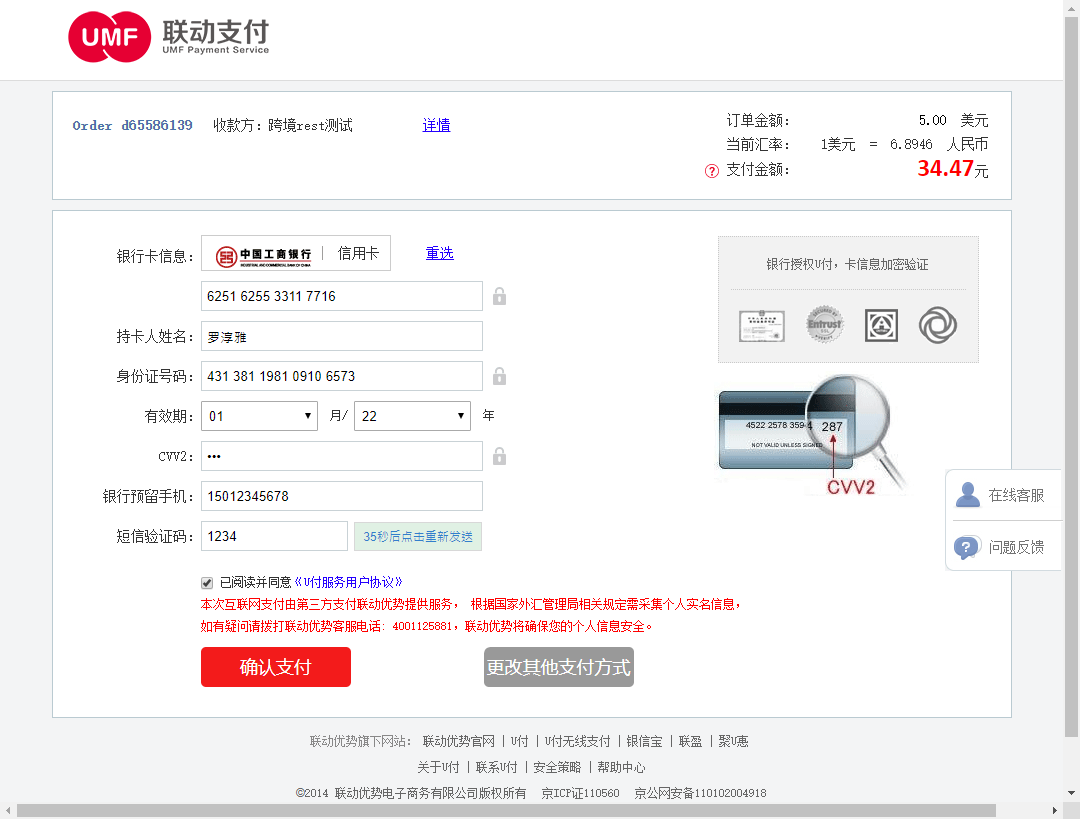 UMF 联动支付
UMF Payment Service
Order d65586139 收款方：跨境rest测试 详情
订单金额： 5.00 美元
当前汇率： 1美元 = 6.8946 人民币
? 支付金额： 34.47元
银行卡信息： 中国工商银行 信用卡 重选
INDUSTRIAL AND COMMERCIAL BANK OF CHINA
6251 6255 3311 7716
持卡人姓名： 罗淳雅
身份证号码： 431 381 1981 0910 6573
有效期： 01 月/ 22 年
CVV2： •••
银行预留手机： 15012345678
短信验证码： 1234 35秒后点击重新发送
已阅读并同意《U付服务用户协议》
本次互联网支付由第三方支付联动优势提供服务， 根据国家外汇管理局相关规定需采集个人实名信息，
如有疑问请拨打联动优势客服电话：4001125881，联动优势将确保您的个人信息安全。
确认支付 更改其他支付方式
银行授权U付，卡信息加密验证
Entrust
4522 2578 359 4 287
NOT VALID UNLESS SIGNED
CVV2
在线客服
? 问题反馈
联动优势旗下网站： 联动优势官网 | U付 | U付无线支付 | 银信宝 | 联盈 | 聚U惠
关于U付 | 联系U付 | 安全策略 | 帮助中心
©2014 联动优势电子商务有限公司版权所有 京ICP证110560 京公网安备110102004918